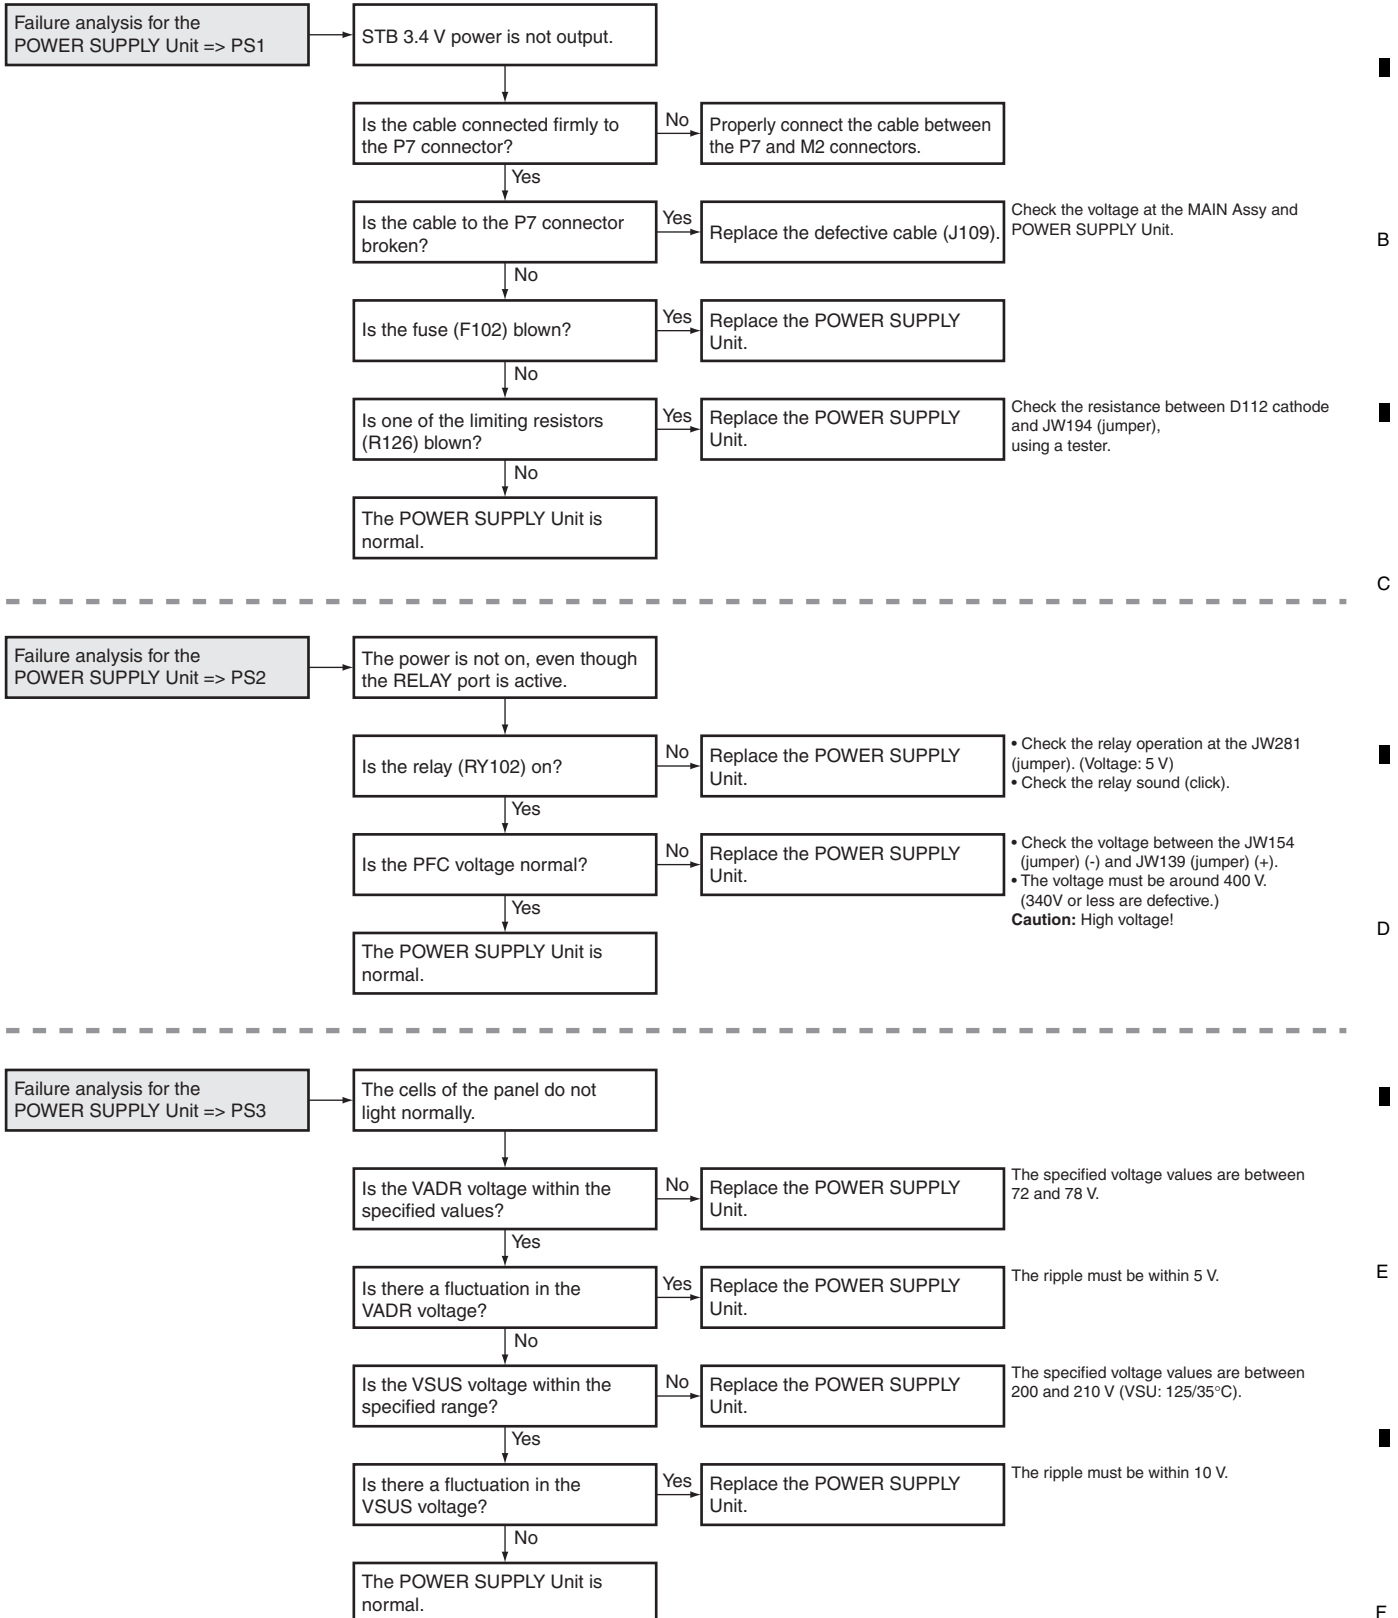 Failure analysis for the
POWER SUPPLY Unit => PS1
STB 3.4 V power is not output.
Is the cable connected firmly to
the P7 connector?
No
Properly connect the cable between
the P7 and M2 connectors.
Yes
Is the cable to the P7 connector
broken?
Yes
Replace the defective cable (J109).
Check the voltage at the MAIN Assy and
POWER SUPPLY Unit.
B
No
Is the fuse (F102) blown?
Yes
Replace the POWER SUPPLY
Unit.
No
Is one of the limiting resistors
(R126) blown?
Yes
Replace the POWER SUPPLY
Unit.
Check the resistance between D112 cathode
and JW194 (jumper),
using a tester.
No
The POWER SUPPLY Unit is
normal.
C
Failure analysis for the
POWER SUPPLY Unit => PS2
The power is not on, even though
the RELAY port is active.
Is the relay (RY102) on?
No
Replace the POWER SUPPLY
Unit.
• Check the relay operation at the JW281
(jumper). (Voltage: 5 V)
• Check the relay sound (click).
Yes
Is the PFC voltage normal?
No
Replace the POWER SUPPLY
Unit.
• Check the voltage between the JW154
(jumper) (-) and JW139 (jumper) (+).
• The voltage must be around 400 V.
(340V or less are defective.)
Caution: High voltage!
D
Yes
The POWER SUPPLY Unit is
normal.
Failure analysis for the
POWER SUPPLY Unit => PS3
The cells of the panel do not
light normally.
Is the VADR voltage within the
specified values?
No
Replace the POWER SUPPLY
Unit.
The specified voltage values are between
72 and 78 V.
Yes
Is there a fluctuation in the
VADR voltage?
Yes
Replace the POWER SUPPLY
Unit.
The ripple must be within 5 V.
E
No
Is the VSUS voltage within the
specified range?
No
Replace the POWER SUPPLY
Unit.
The specified voltage values are between
200 and 210 V (VSU: 125/35°C).
Yes
Is there a fluctuation in the
VSUS voltage?
Yes
Replace the POWER SUPPLY
Unit.
The ripple must be within 10 V.
No
The POWER SUPPLY Unit is
normal.
F